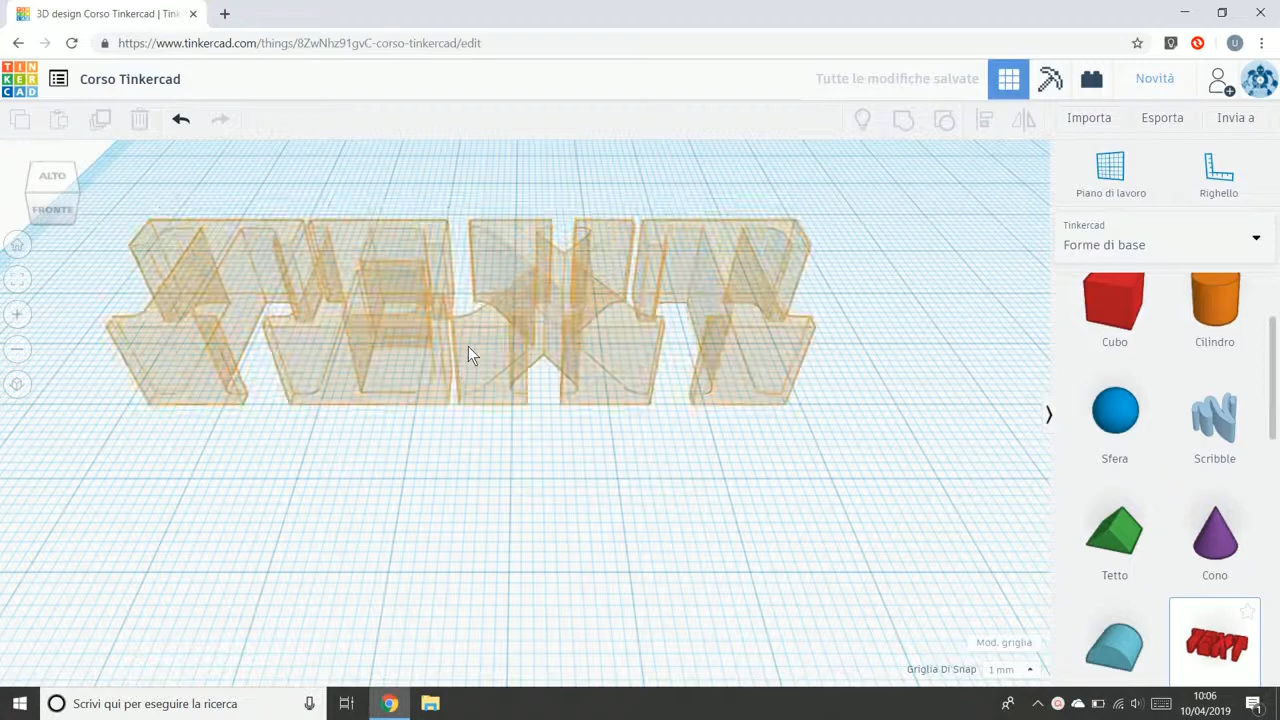 3D design Corso Tinkercad | Tin
https://www.tinkercad.com/things/8ZwNhz91gvC-corso-tinkercad/edit
TIN
KER
CAD
Corso Tinkercad
Tutte le modifiche salvate
Novità
Importa
Esporta
Invia a
ALTO
FRONTE
Piano di lavoro
Righello
Tinkercad
Forme di base
TEXT
Cubo
Cilindro
Sfera
Scribble
Tetto
Cono
TEXT
Mod. griglia
Griglia Di Snap
1 mm
U
Scrivi qui per eseguire la ricerca
10:06
10/04/2019
1